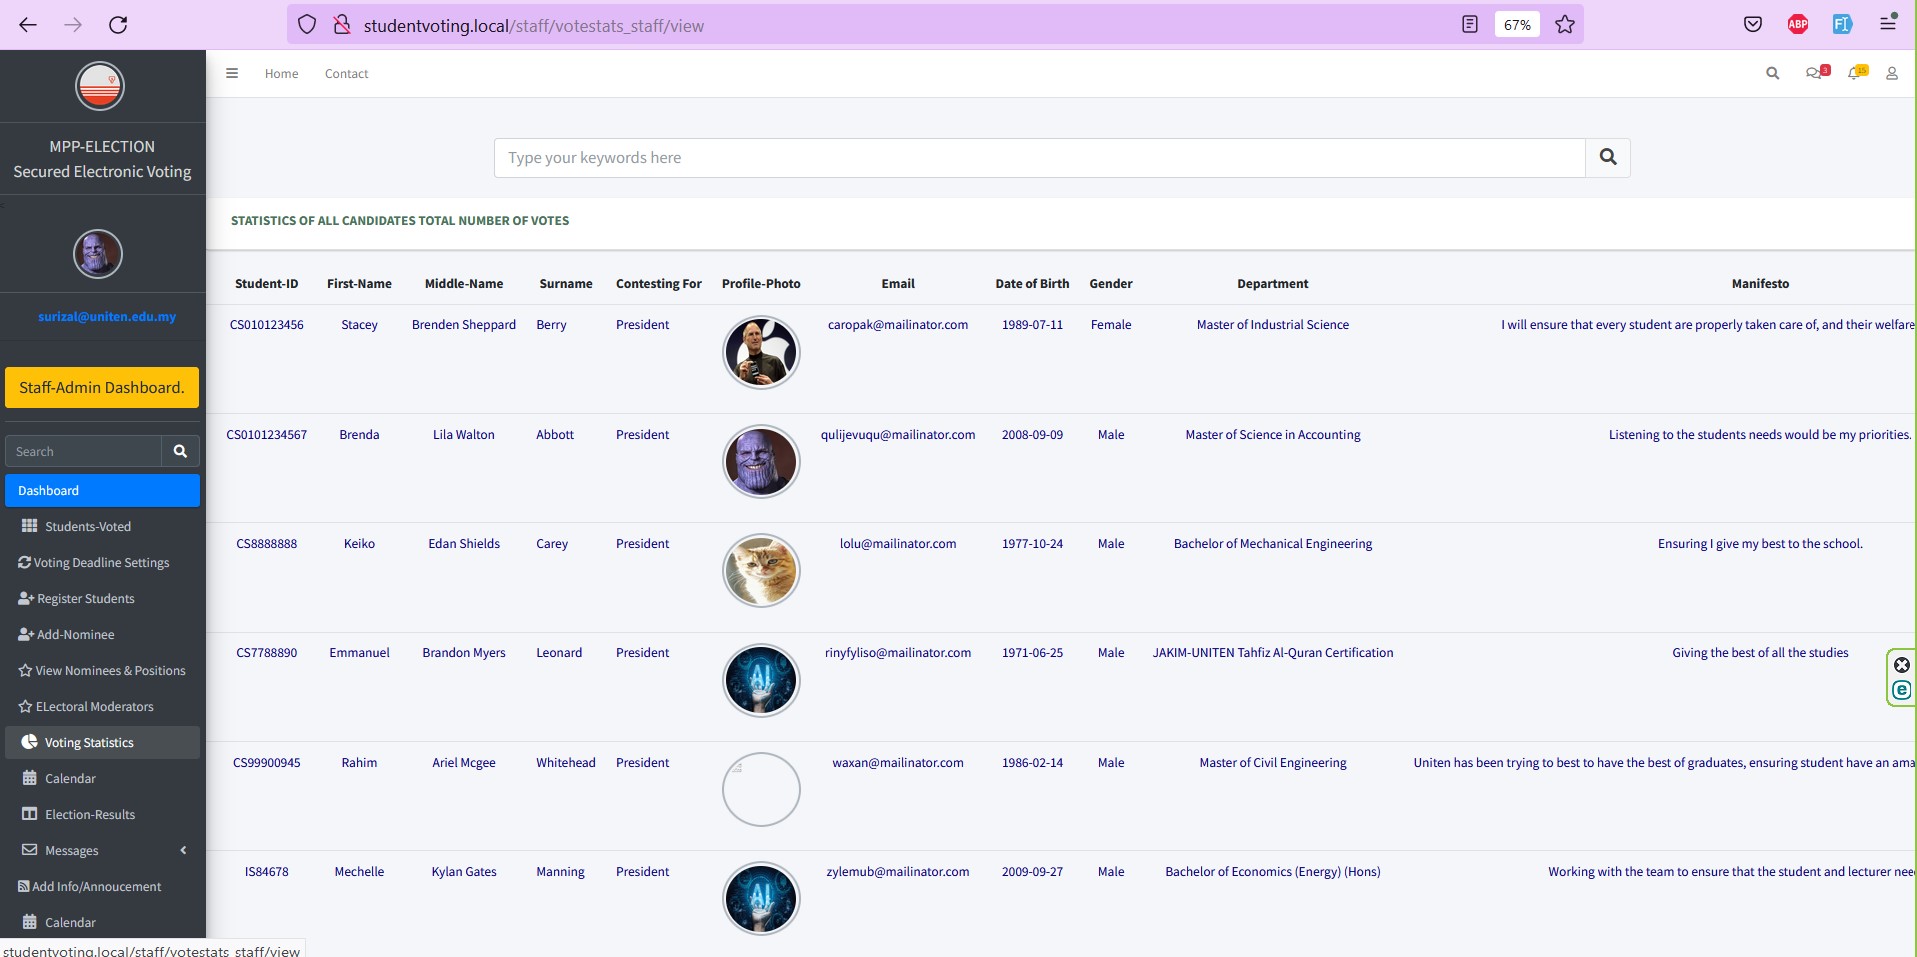 studentvoting.local/staff/votestats_staff/view
67%
ABP
MPP-ELECTION
Secured Electronic Voting
surizal@uniten.edu.my
Staff-Admin Dashboard.
Search
Dashboard
Students-Voted
Voting Deadline Settings
Register Students
Add-Nominee
View Nominees & Positions
ELectoral Moderators
Voting Statistics
Calendar
Election-Results
Messages
Add Info/Annoucement
Calendar
studentvoting.local/staff/votestats_staff/view
Home Contact
3
15
Type your keywords here
STATISTICS OF ALL CANDIDATES TOTAL NUMBER OF VOTES
Student-ID First-Name Middle-Name Surname Contesting For Profile-Photo Email Date of Birth Gender Department Manifesto
CS010123456 Stacey Brenden Sheppard Berry President caropak@mailinator.com 1989-07-11 Female Master of Industrial Science I will ensure that every student are properly taken care of, and their welfare
CS0101234567 Brenda Lila Walton Abbott President qulijevuqu@mailinator.com 2008-09-09 Male Master of Science in Accounting Listening to the students needs would be my priorities.
CS8888888 Keiko Edan Shields Carey President lolu@mailinator.com 1977-10-24 Male Bachelor of Mechanical Engineering Ensuring I give my best to the school.
CS7788890 Emmanuel Brandon Myers Leonard President AI rinyfyliso@mailinator.com 1971-06-25 Male JAKIM-UNITEN Tahfiz Al-Quran Certification Giving the best of all the studies
CS99900945 Rahim Ariel Mcgee Whitehead President waxan@mailinator.com 1986-02-14 Male Master of Civil Engineering Uniten has been trying to best to have the best of graduates, ensuring student have an ama
IS84678 Mechelle Kylan Gates Manning President AI zylemub@mailinator.com 2009-09-27 Male Bachelor of Economics (Energy) (Hons) Working with the team to ensure that the student and lecturer nee